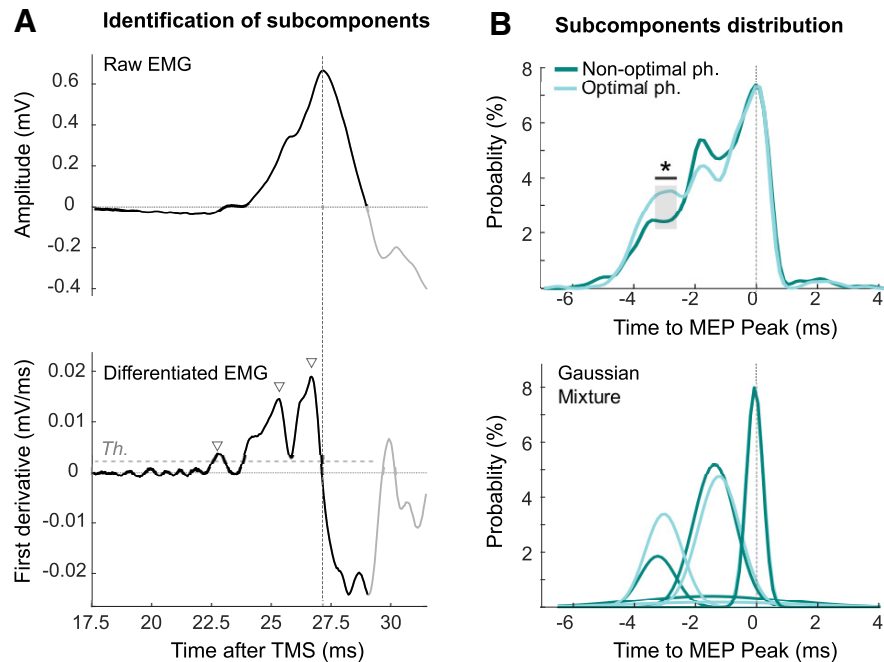 A
Identification of subcomponents
Raw EMG
Amplitude (mV)
0.6
0.4
0.2
0
-0.2
-0.4
Differentiated EMG
Th.
First derivative (mV/ms)
0.02
0.01
0
-0.01
-0.02
17.5 20 22.5 25 27.5 30
Time after TMS (ms)
B
Subcomponents distribution
Non-optimal ph.
Optimal ph.
*
Probablity (%)
8
6
4
2
-6 -4 -2 0 2 4
Time to MEP Peak (ms)
Gaussian
Mixture
Probablity (%)
8
6
4
2
-6 -4 -2 0 2 4
Time to MEP Peak (ms)